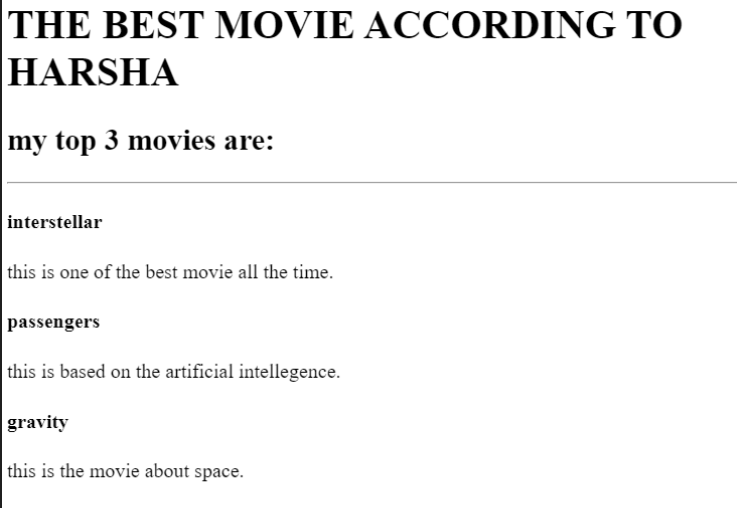 THE BEST MOVIE ACCORDING TO
HARSHA
my top 3 movies are:
interstellar
this is one of the best movie all the time.
passengers
this is based on the artificial intellegence.
gravity
this is the movie about space.